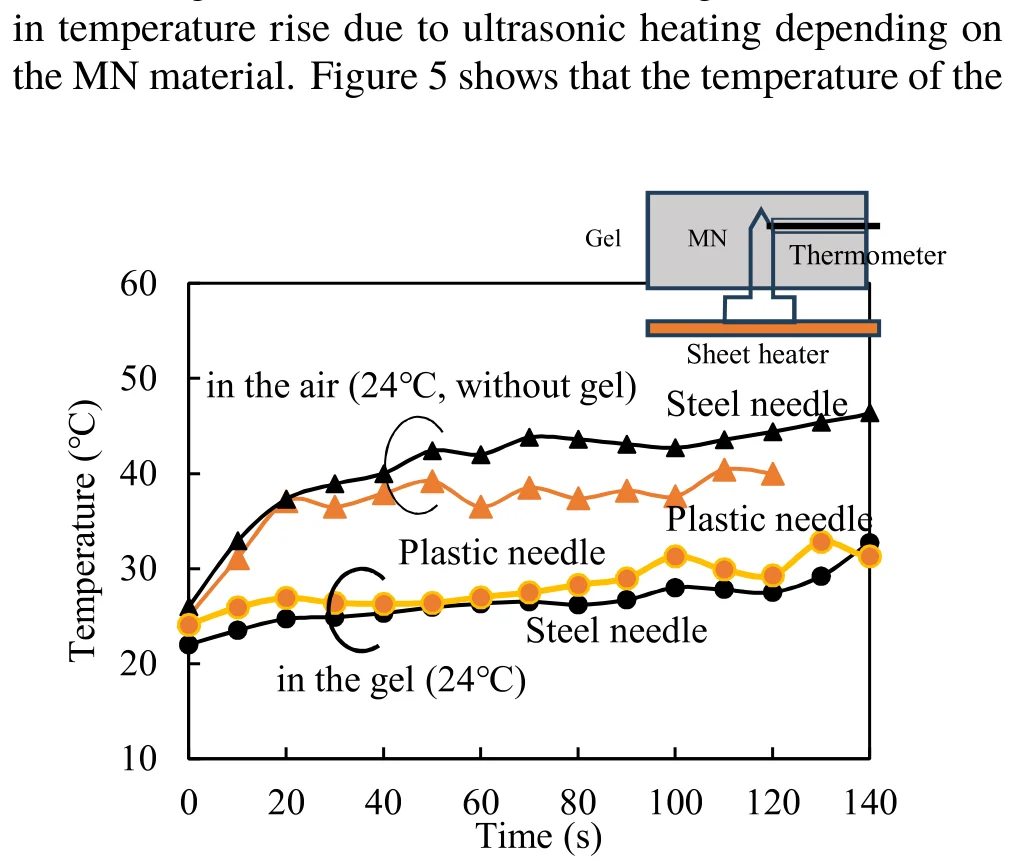 in temperature rise due to ultrasonic heating depending on
the MN material. Figure 5 shows that the temperature of the
Gel
MN
Thermometer
Sheet heater
60
50
40
30
20
10
Temperature (℃)
in the air (24℃, without gel)
Steel needle
Plastic needle
Plastic needle
Steel needle
in the gel (24℃)
0 20 40 60 80 100 120 140
Time (s)